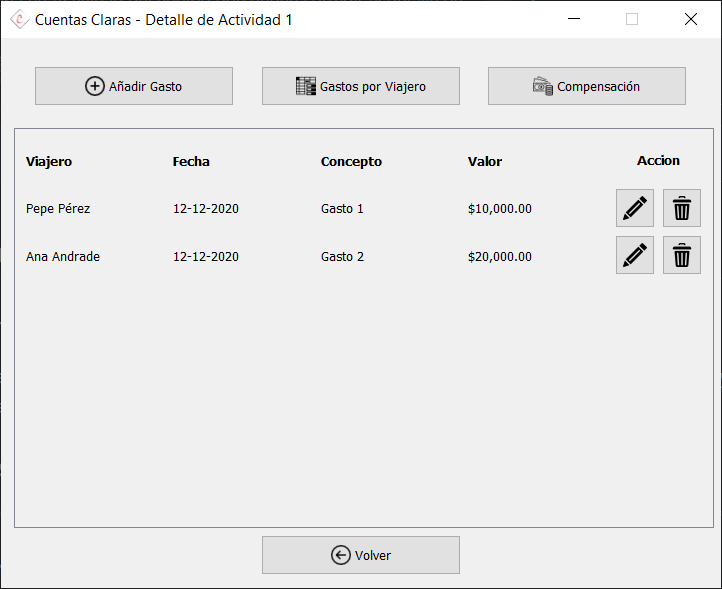 Cuentas Claras - Detalle de Actividad 1
Añadir Gasto Gastos por Viajero Compensación
Viajero Fecha Concepto Valor Accion
Pepe Pérez 12-12-2020 Gasto 1 $10,000.00
Ana Andrade 12-12-2020 Gasto 2 $20,000.00
Volver